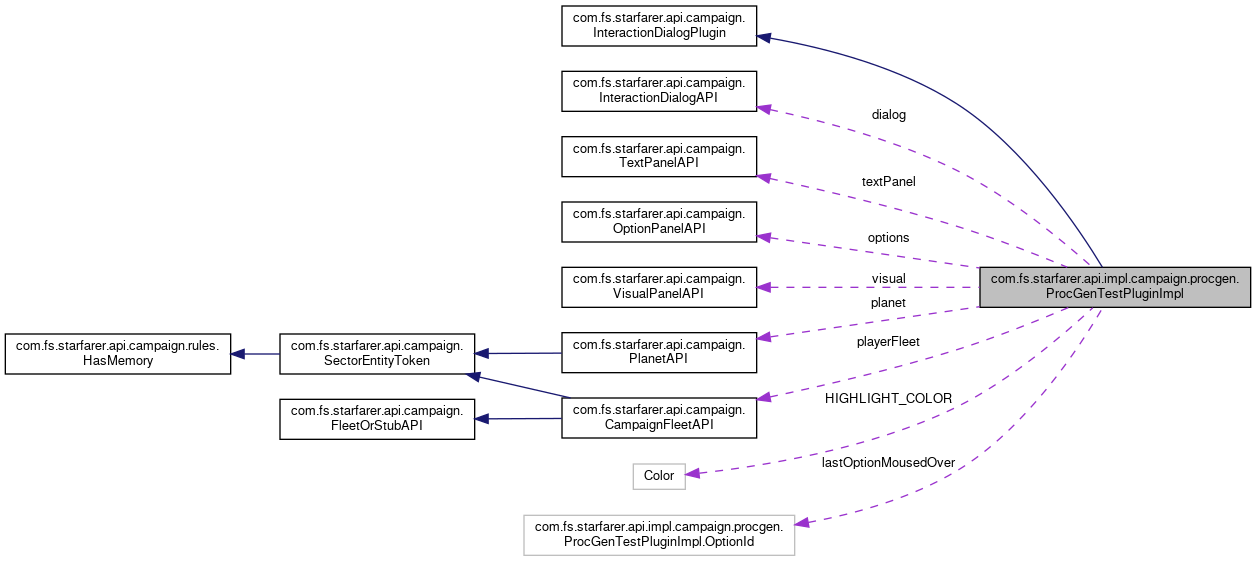 com.fs.starfarer.api.campaign.
InteractionDialogPlugin
com.fs.starfarer.api.campaign.
InteractionDialogAPI
dialog
com.fs.starfarer.api.campaign.
TextPanelAPI
textPanel
com.fs.starfarer.api.campaign.
OptionPanelAPI
options
com.fs.starfarer.api.campaign.
VisualPanelAPI
visual
com.fs.starfarer.api.impl.campaign.procgen.
ProcGenTestPluginImpl
planet
com.fs.starfarer.api.campaign.rules.
HasMemory
com.fs.starfarer.api.campaign.
SectorEntityToken
com.fs.starfarer.api.campaign.
PlanetAPI
playerFleet
com.fs.starfarer.api.campaign.
FleetOrStubAPI
com.fs.starfarer.api.campaign.
CampaignFleetAPI
HIGHLIGHT_COLOR
Color
lastOptionMousedOver
com.fs.starfarer.api.impl.campaign.procgen.
ProcGenTestPluginImpl.OptionId